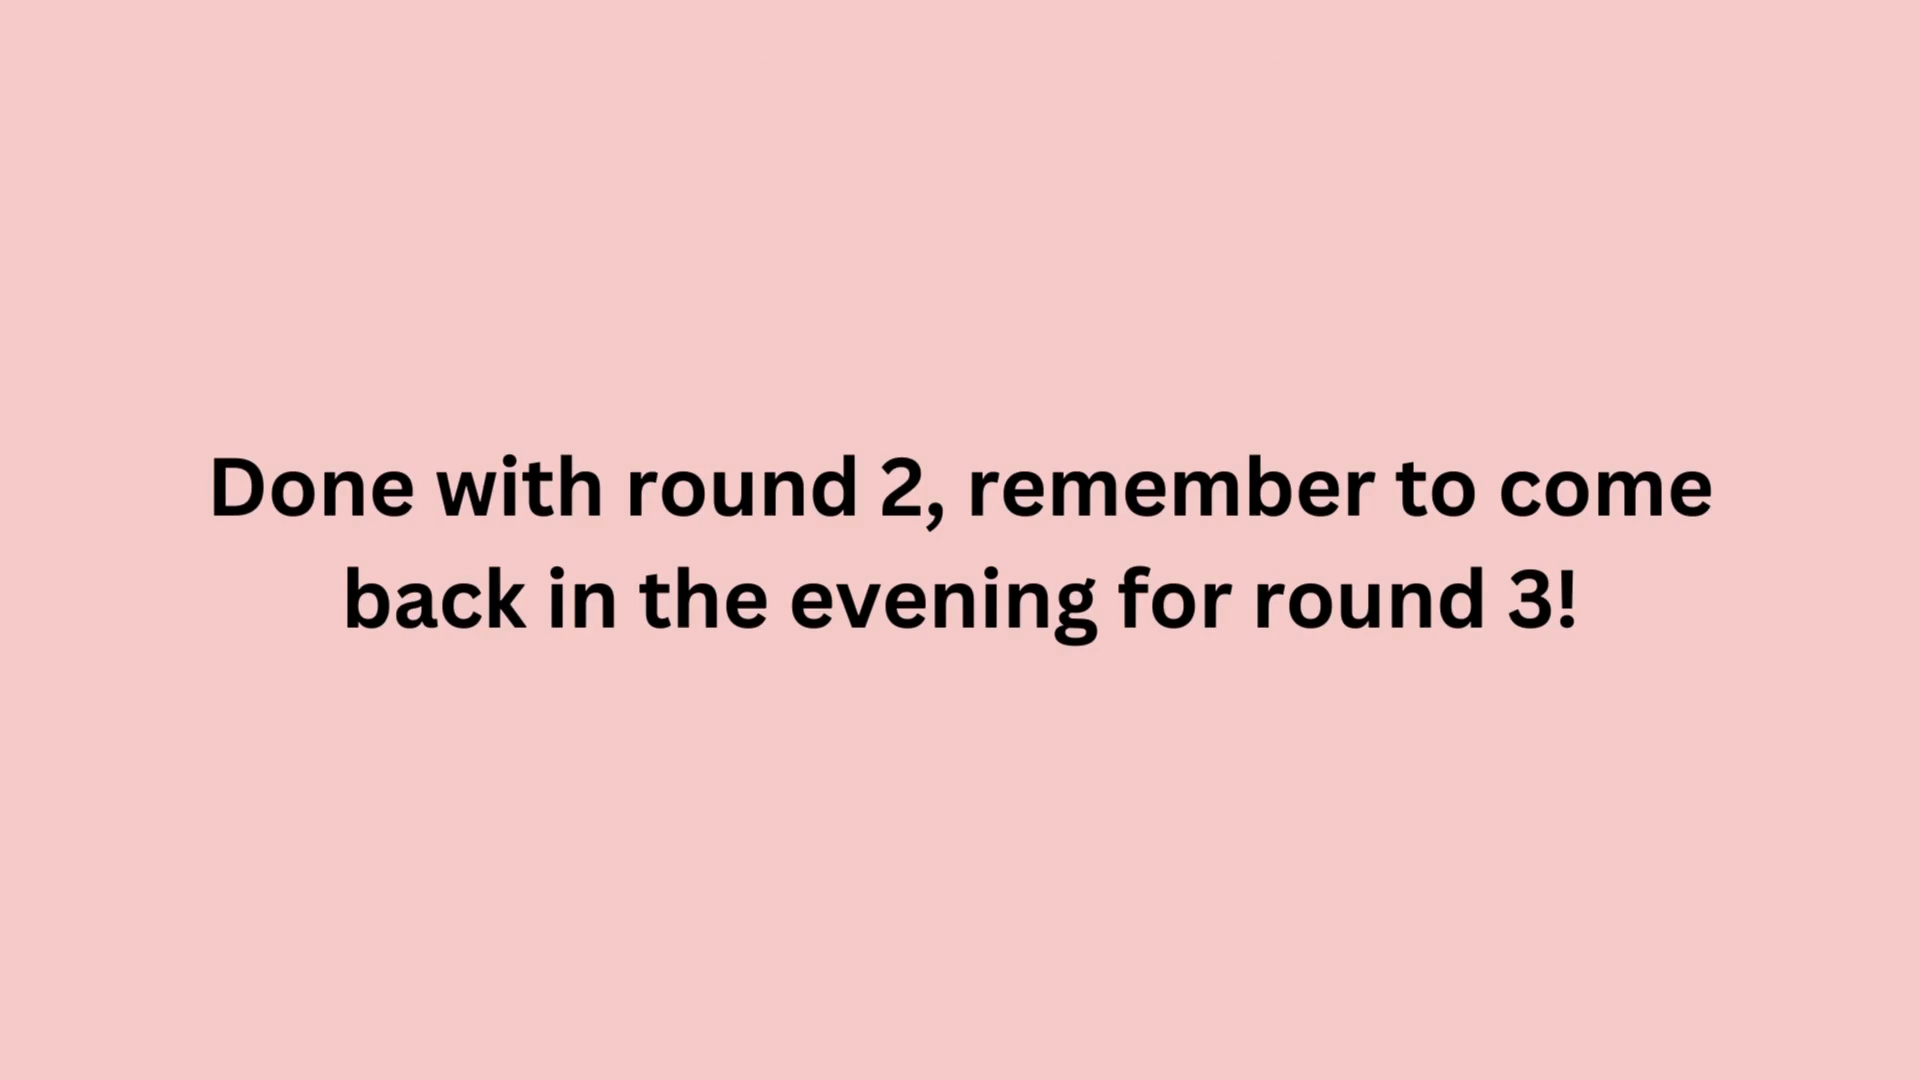 Done with round 2, remember to come
back in the evening for round 3!